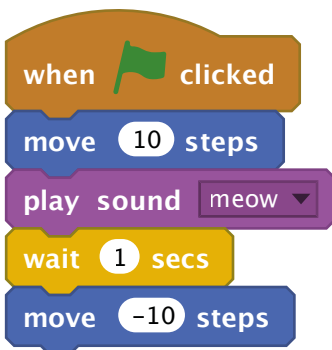 when clicked
move 10 steps
play sound meow
wait 1 secs
move -10 steps